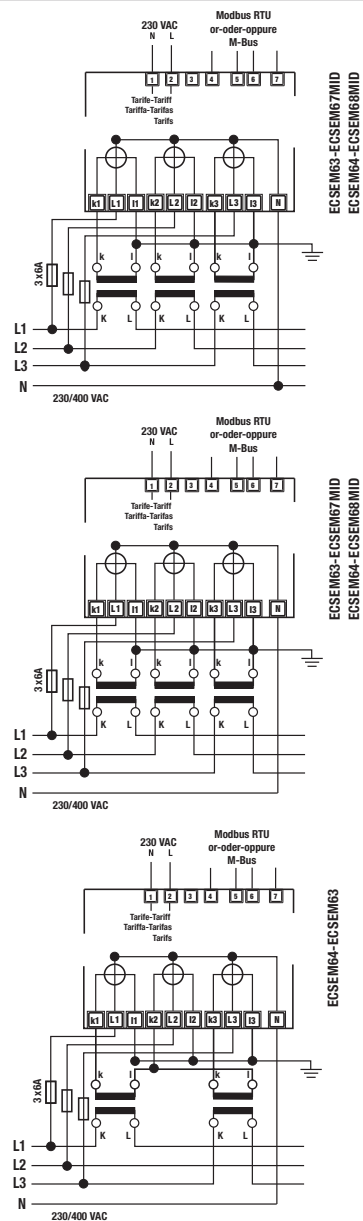 230 VAC
N L
Modbus RTU
or-oder-oppure
M-Bus
1 2 3 4 5 6 7
Tarife-Tariff
Tariffa-Tarifas
Tarifs
k1 L1 l1 k2 L2 l2 k3 L3 l3 N
k l k l k l
3 x 6A
K L K L K L
L1
L2
L3
N
230/400 VAC
ECSEM63-ECSEM67MID
ECSEM64-ECSEM68MID
230 VAC
N L
Modbus RTU
or-oder-oppure
M-Bus
1 2 3 4 5 6 7
Tarife-Tariff
Tariffa-Tarifas
Tarifs
k1 L1 l1 k2 L2 l2 k3 L3 l3 N
k l k l k l
3 x 6A
K L K L K L
L1
L2
L3
N
230/400 VAC
ECSEM63-ECSEM67MID
ECSEM64-ECSEM68MID
230 VAC
N L
Modbus RTU
or-oder-oppure
M-Bus
1 2 3 4 5 6 7
Tarife-Tariff
Tariffa-Tarifas
Tarifs
k1 L1 l1 k2 L2 l2 k3 L3 l3 N
k l k l
3 x 6A
K L K L
L1
L2
L3
N
230/400 VAC
ECSEM64-ECSEM63